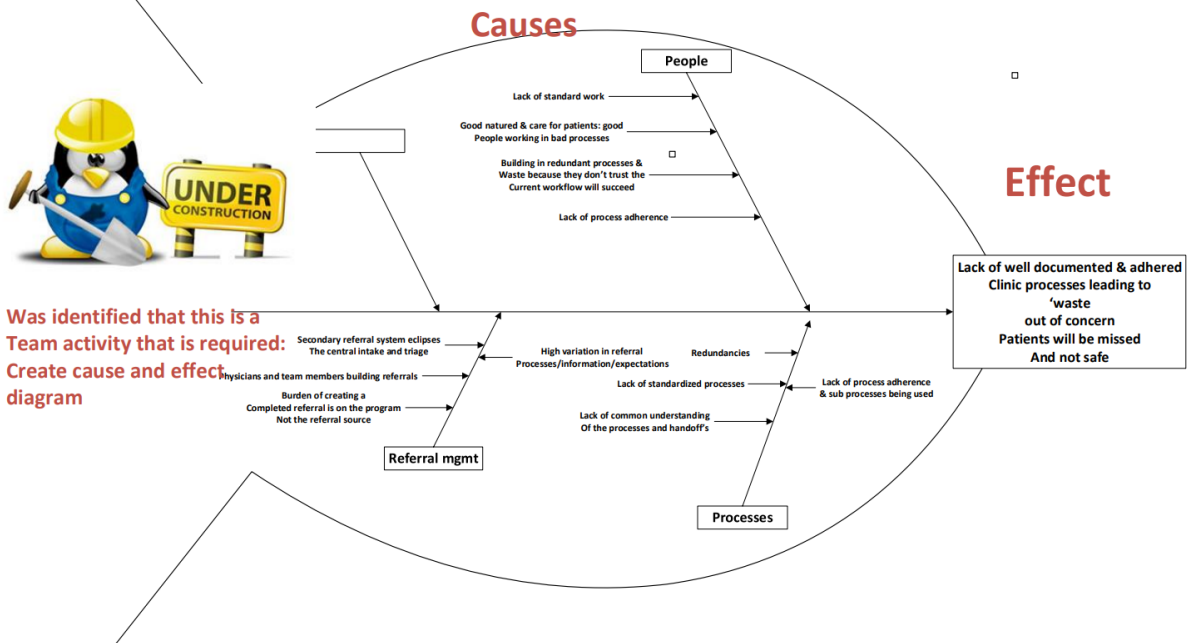 Causes
People
Lack of standard work
Good natured & care for patients: good
People working in bad processes
Building in redundant processes &
Waste because they don’t trust the
Current workflow will succeed
Lack of process adherence
UNDER
CONSTRUCTION
Effect
Lack of well documented & adhered
Clinic processes leading to
‘waste
out of concern
Patients will be missed
And not safe
Was identified that this is a
Team activity that is required:
Create cause and effect
diagram
Secondary referral system eclipses
The central intake and triage
High variation in referral
Processes/information/expectations
Physicians and team members building referrals
Burden of creating a
Completed referral is on the program
Not the referral source
Referral mgmt
Redundancies
Lack of standardized processes
Lack of process adherence
& sub processes being used
Lack of common understanding
Of the processes and handoff’s
Processes